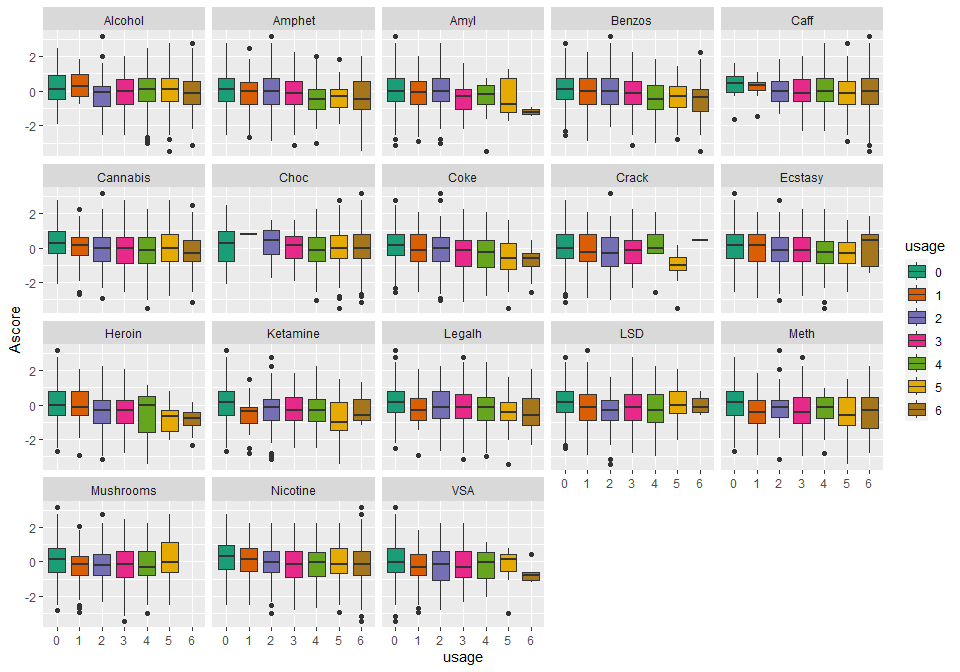 Alcohol Amphet Amyl Benzos Caff
2
0
-2
Cannabis Choc Coke Crack Ecstasy
2
0
-2
Heroin Ketamine Legalh LSD Meth
2
0
-2
0 1 2 3 4 5 6 0 1 2 3 4 5 6
Mushrooms Nicotine VSA
2
0
-2
0 1 2 3 4 5 6 0 1 2 3 4 5 6 0 1 2 3 4 5 6
usage
Ascore
usage
0
1
2
3
4
5
6